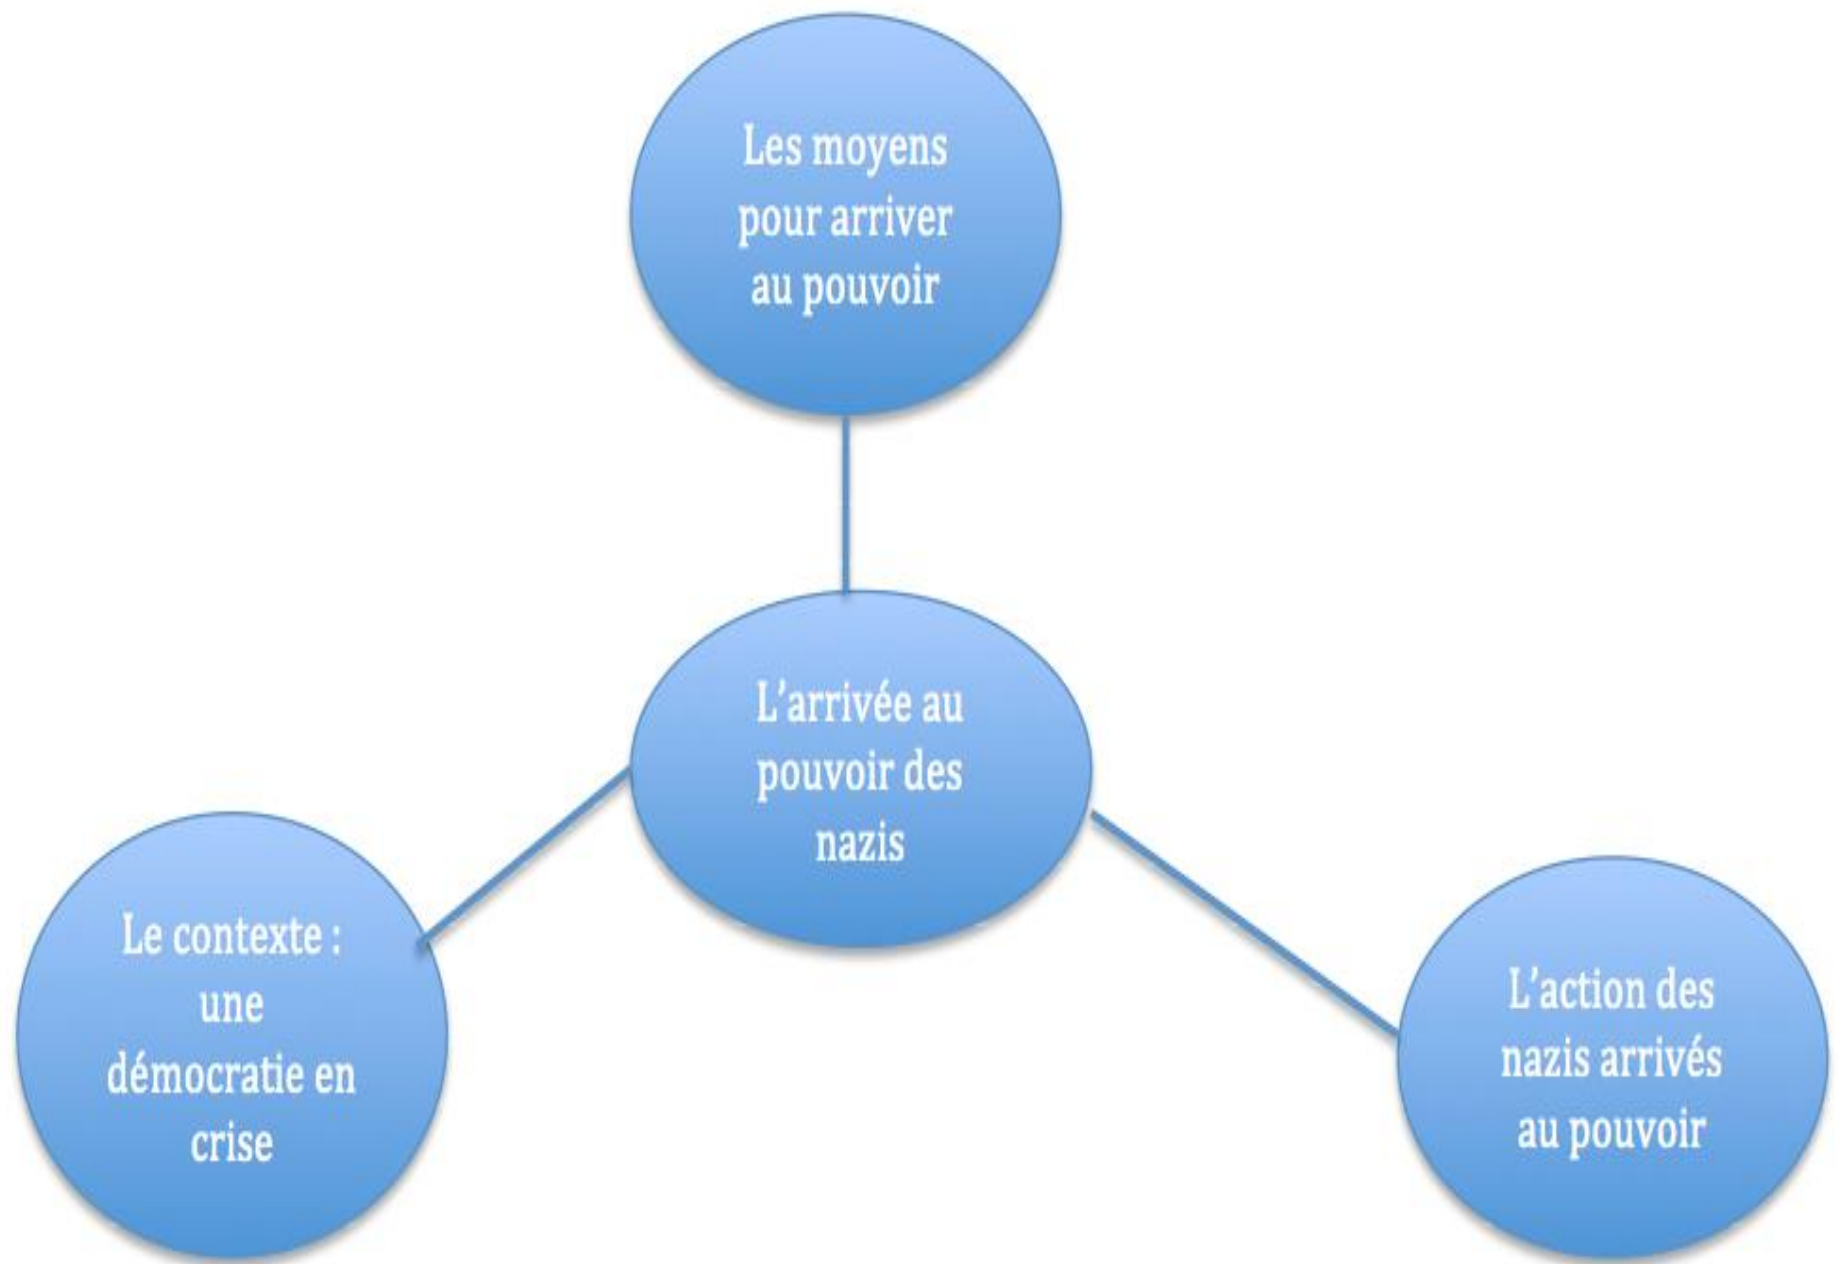 Les moyens
pour arriver
au pouvoir
L’arrivée au
pouvoir des
nazis
Le contexte :
une
démocratie en
crise
L’action des
nazis arrivés
au pouvoir